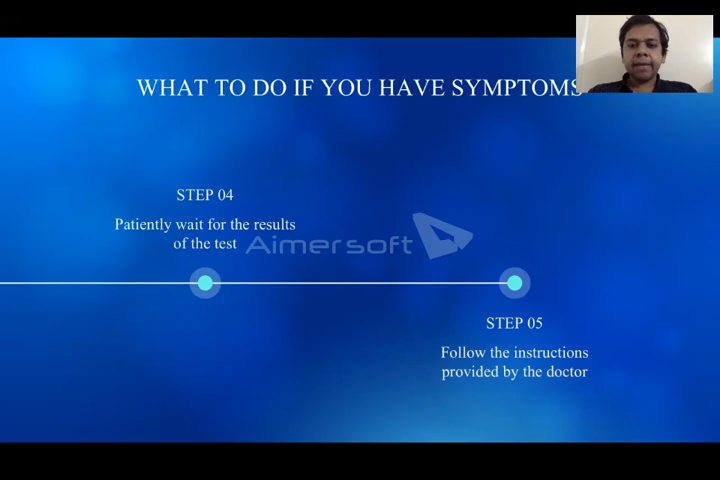 WHAT TO DO IF YOU HAVE SYMPTOMS
STEP 04
Patiently wait for the results
of the test
Aimersoft
STEP 05
Follow the instructions
provided by the doctor